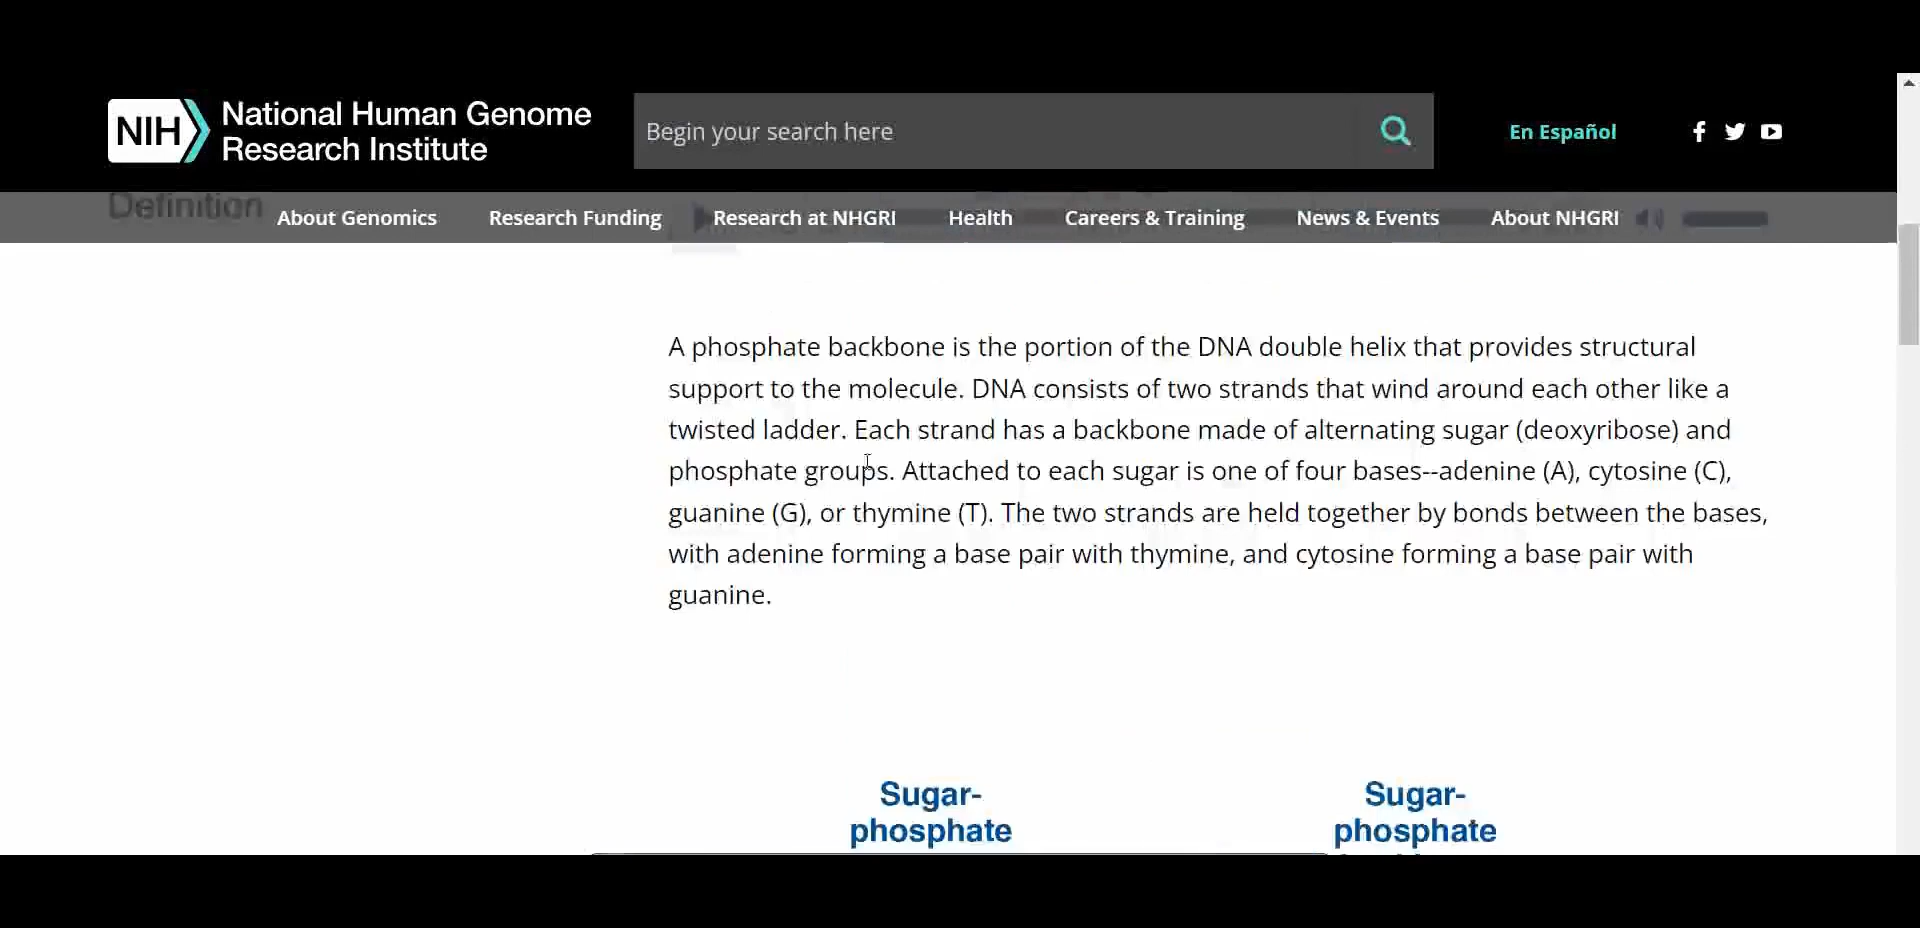 NIH
National Human Genome
Research Institute
Begin your search here
En Español
Definition
About Genomics
Research Funding
Research at NHGRI
Health
Careers & Training
News & Events
About NHGRI
A phosphate backbone is the portion of the DNA double helix that provides structural
support to the molecule. DNA consists of two strands that wind around each other like a
twisted ladder. Each strand has a backbone made of alternating sugar (deoxyribose) and
phosphate groups. Attached to each sugar is one of four bases--adenine (A), cytosine (C),
guanine (G), or thymine (T). The two strands are held together by bonds between the bases,
with adenine forming a base pair with thymine, and cytosine forming a base pair with
guanine.
Sugar-
phosphate
Sugar-
phosphate